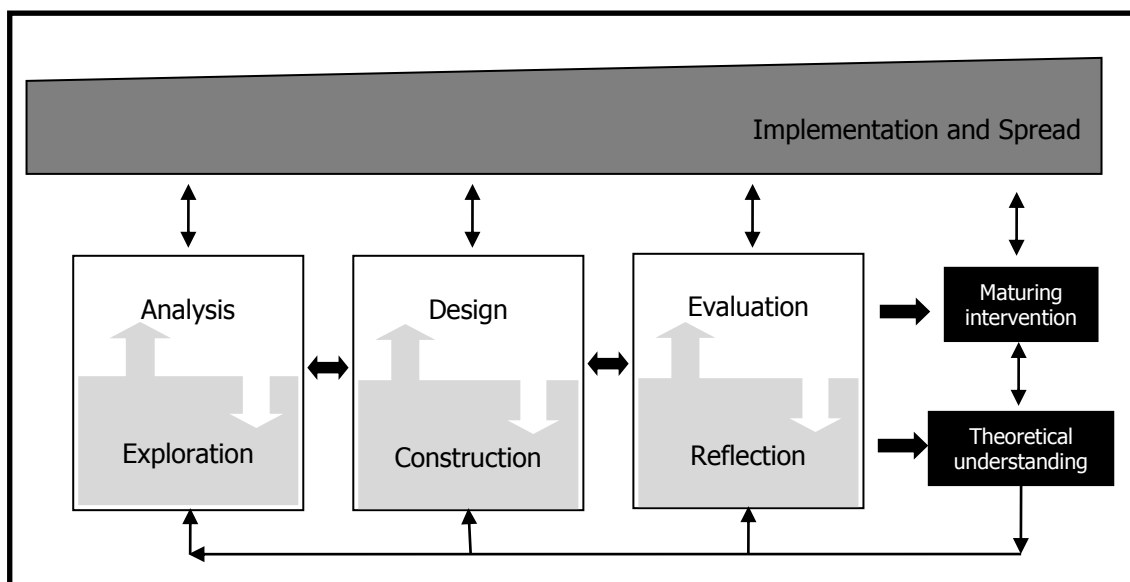 Implementation and Spread
Analysis
Exploration
Design
Construction
Evaluation
Reflection
Maturing
intervention
Theoretical
understanding